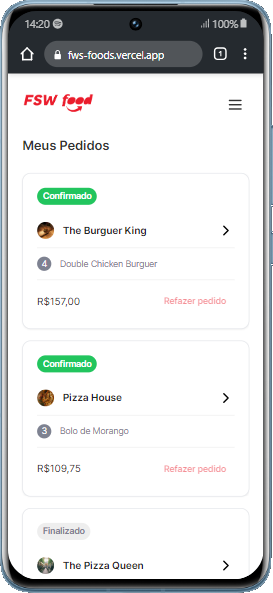 14:20
100%
fws-foods.vercel.app
1
FSW food
Meus Pedidos
Confirmado
The Burguer King
4 Double Chicken Burguer
R$157,00 Refazer pedido
Confirmado
Pizza House
3 Bolo de Morango
R$109,75 Refazer pedido
Finalizado
The Pizza Queen